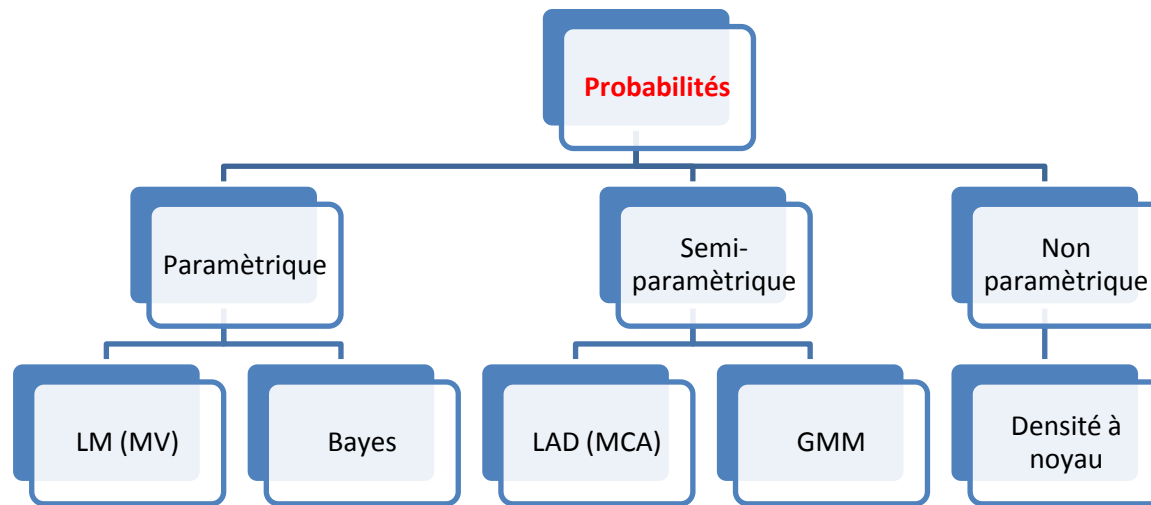 Probabilités
Paramètrique
Semi-
paramètrique
Non
paramètrique
LM (MV)
Bayes
LAD (MCA)
GMM
Densité à
noyau